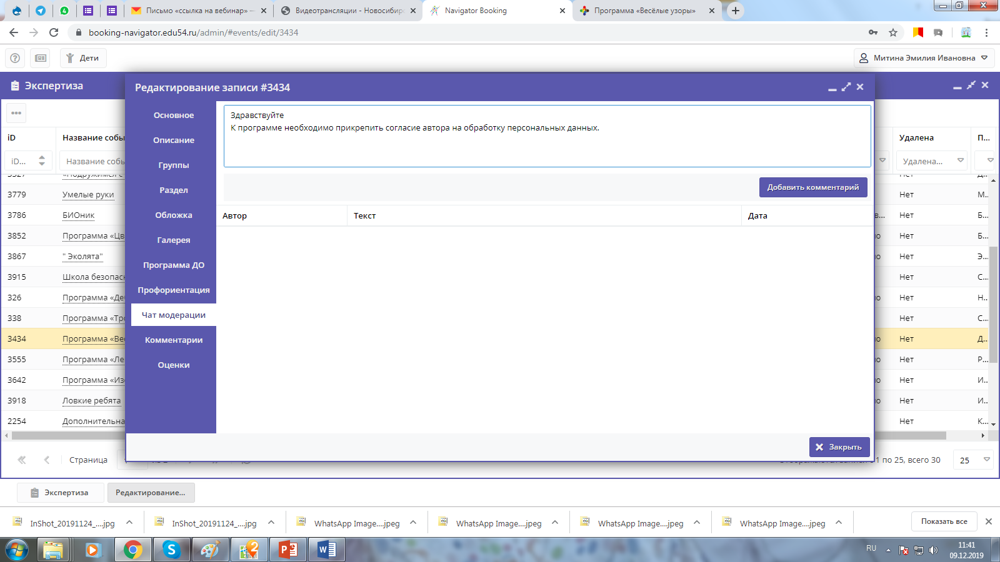 Письмо «ссылка на вебинар» —
Видеотрансляции - Новосибирс
Navigator Booking
Программа «Весёлые узоры»
booking-navigator.edu54.ru/admin/#events/edit/3434
Дети
Митина Эмилия Ивановна
Экспертиза
Редактирование записи #3434
Основное
Описание
Группы
Раздел
Обложка
Галерея
Программа ДО
Профориентация
Чат модерации
Комментарии
Оценки
Здравствуйте
К программе необходимо прикрепить согласие автора на обработку персональных данных.
Добавить комментарий
Автор Текст Дата
Закрыть
iD Название собы Удалена П...
iD... Название собы Удалена...
3779 Умелые руки Нет М...
3786 БИОник в... Нет Б...
3852 Программа «Цв ю Нет Б...
3867 " Эколята" ю Нет Э...
3915 Школа безопасн ю Нет С...
326 Программа «Де ю Нет Н...
338 Программа «Тро ю Нет С...
3434 Программа «Вес ю Нет Д...
3555 Программа «Ле ю Нет Р...
3642 Программа «Изо ю Нет И...
3918 Ловкие ребята ю Нет И...
2254 Дополнительна Нет К...
Страница
1 по 25, всего 30
25
Экспертиза Редактирование...
InShot_20191124_....jpg InShot_20191124_....jpg WhatsApp Image....jpeg WhatsApp Image....jpeg WhatsApp Image....jpeg WhatsApp Image....jpeg Показать все
RU
11:41
09.12.2019